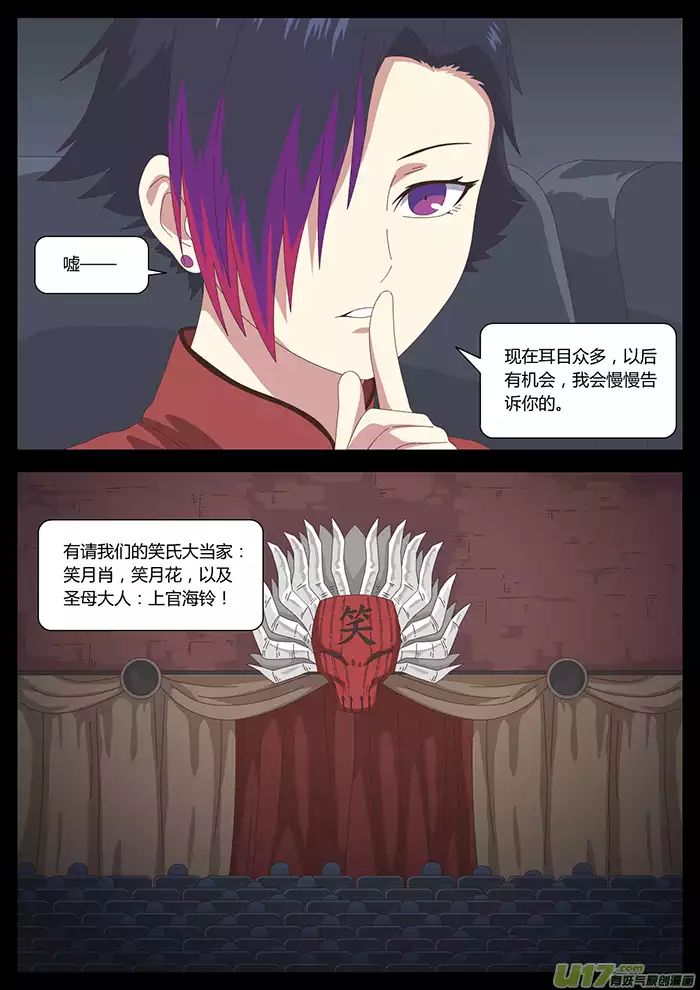 嘘——
现在耳目众多，以后
有机会，我会慢慢告
诉你的。
有请我们的笑氏大当家：
笑月肖，笑月花，以及
圣母大人：上官海铃！
笑
U17.com
有妖气原创漫画